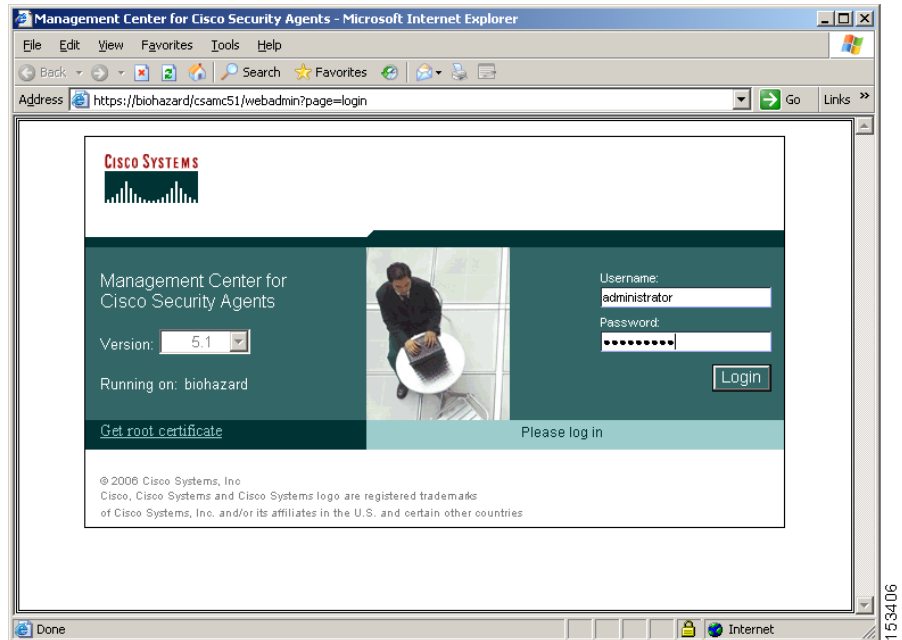 Management Center for Cisco Security Agents - Microsoft Internet Explorer
File Edit View Favorites Tools Help
Back Search Favorites
Address https://biohazard/csamc51/webadmin?page=login Go Links »
CISCO SYSTEMS
Management Center for
Cisco Security Agents
Version: 5.1
Running on: biohazard
Get root certificate
Username:
administrator
Password:
•••••••••
Login
Please log in
© 2006 Cisco Systems, Inc
Cisco, Cisco Systems and Cisco Systems logo are registered trademarks
of Cisco Systems, Inc. and/or its affiliates in the U.S. and certain other countries
Done Internet
153406